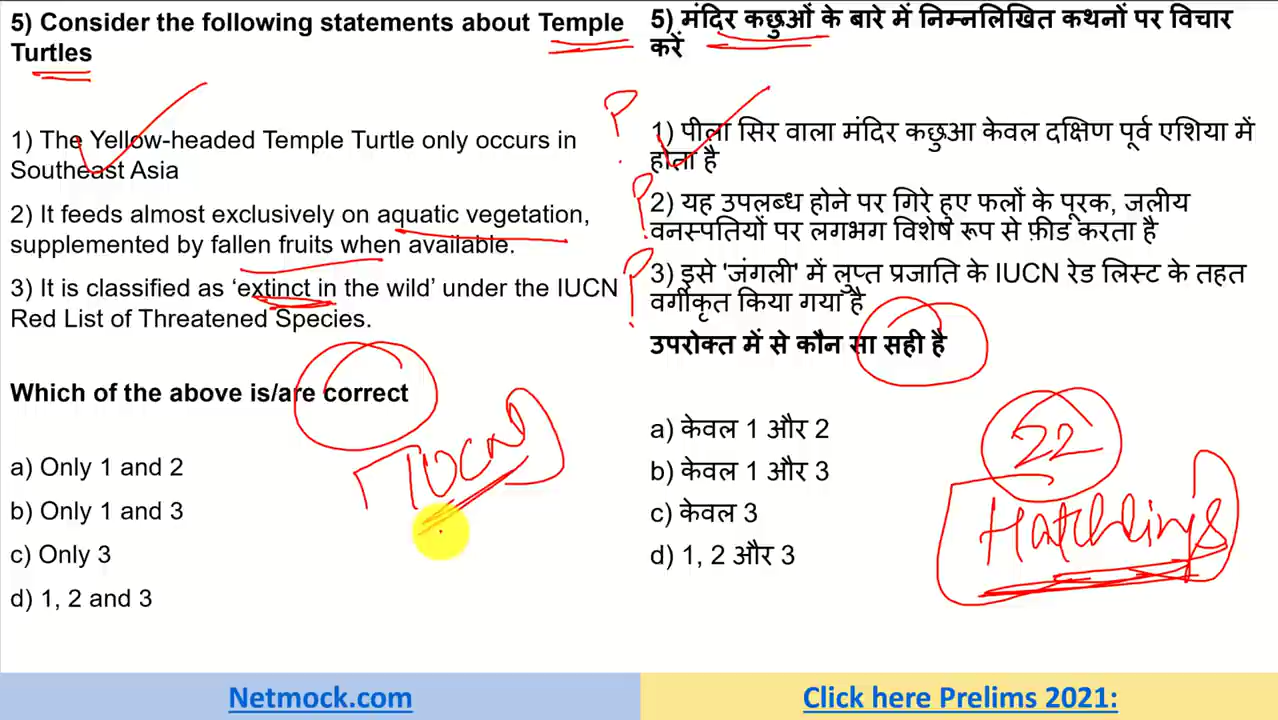 5) Consider the following statements about Temple
Turtles
1) The Yellow-headed Temple Turtle only occurs in
Southeast Asia
2) It feeds almost exclusively on aquatic vegetation,
supplemented by fallen fruits when available.
3) It is classified as ‘extinct in the wild’ under the IUCN
Red List of Threatened Species.
Which of the above is/are correct
a) Only 1 and 2
b) Only 1 and 3
c) Only 3
d) 1, 2 and 3
5) मंदिर कछुओं के बारे में निम्नलिखित कथनों पर विचार
करें
1) पीला सिर वाला मंदिर कछुआ केवल दक्षिण पूर्व एशिया में
होता है
2) यह उपलब्ध होने पर गिरे हुए फलों के पूरक, जलीय
वनस्पतियों पर लगभग विशेष रूप से फ़ीड करता है
3) इसे 'जंगली' में लुप्त प्रजाति के IUCN रेड लिस्ट के तहत
वर्गीकृत किया गया है
उपरोक्त में से कौन सा सही है
a) केवल 1 और 2
b) केवल 1 और 3
c) केवल 3
d) 1, 2 और 3
22
Hatchlings
Netmock.com
Click here Prelims 2021: